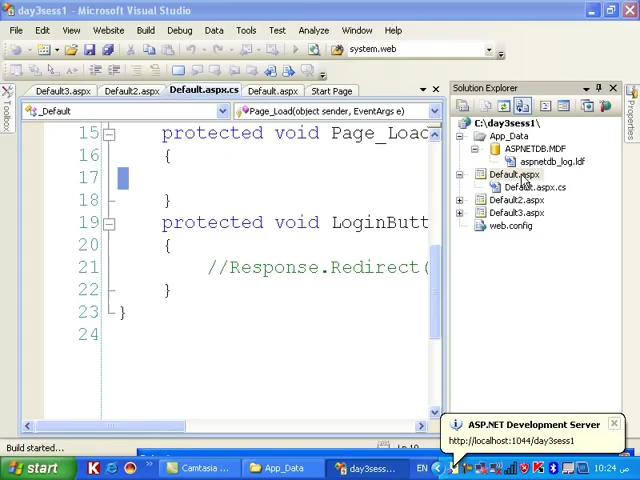 day3sess1 - Microsoft Visual Studio
File Edit View Website Build Debug Tools Test Analyze Window Help
system.web
Default3.aspx Default2.aspx Default.aspx.cs Default.aspx Start Page
_Default
Page_Load(object sender, EventArgs e)
15 protected void Page_Load
16 {
17
18 }
19 protected void LoginButt
20 {
21 //Response.Redirect(
22 }
23 }
24
Toolbox
Solution Explorer
C:\day3sess1\
App_Data
ASPNETDB.MDF
aspnetdb_log.ldf
Default.aspx
Default.aspx.cs
Default2.aspx
Default3.aspx
web.config
Properties
ASP.NET Development Server
http://localhost:1044/day3sess1
Build started...
start
Camtasia ...
App_Data
day3sess...
EN
10:24 ص